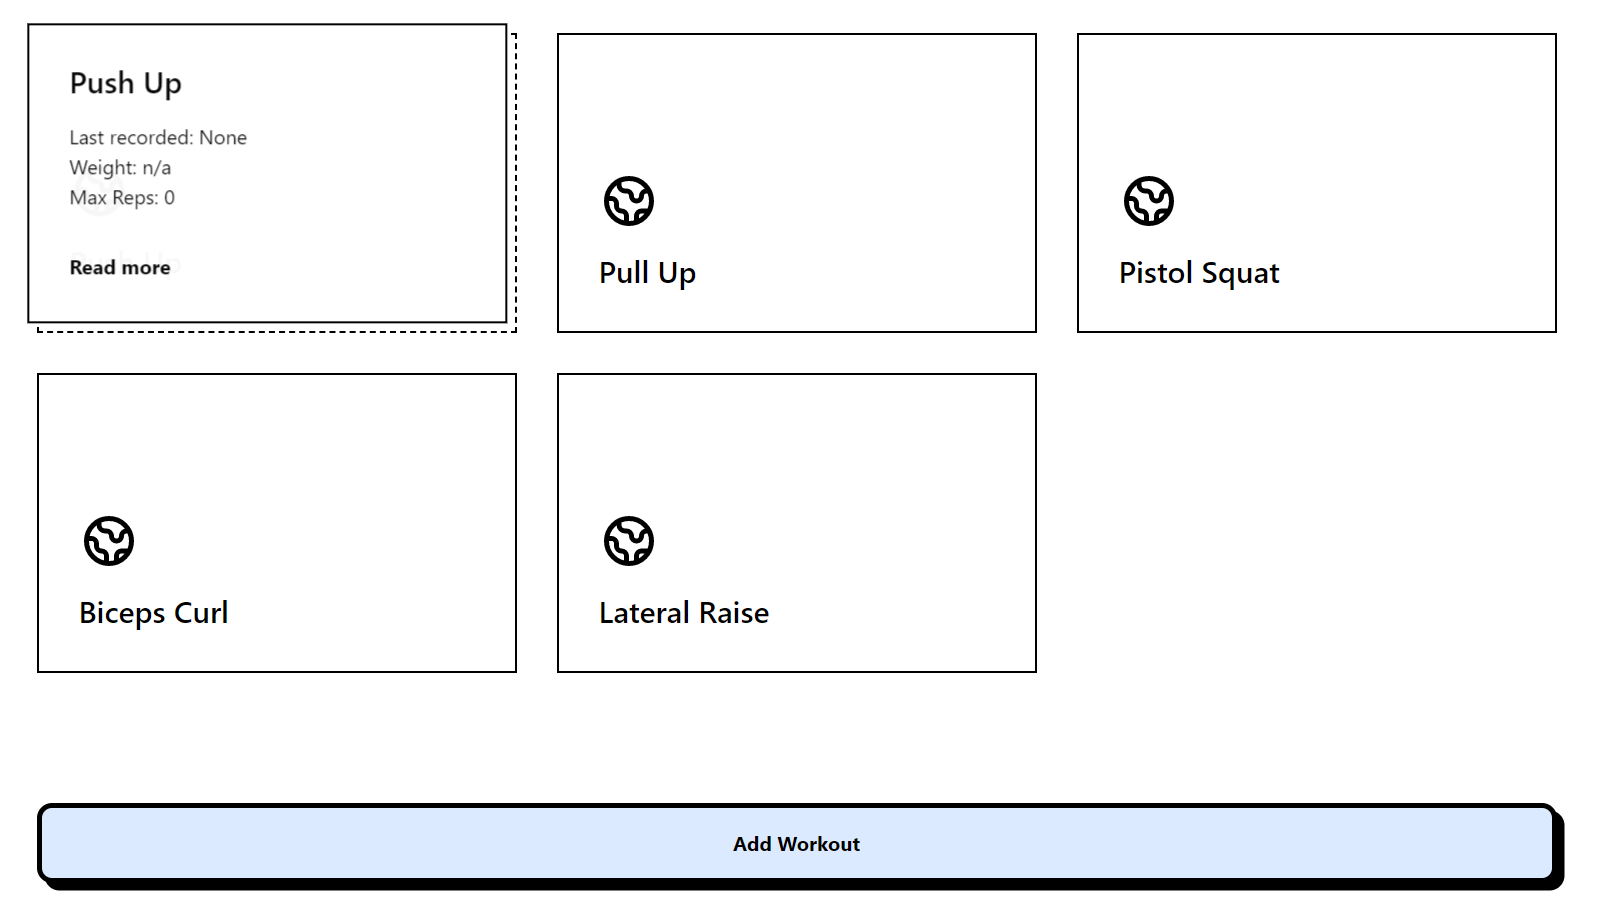 Push Up
Last recorded: None
Weight: n/a
Max Reps: 0
Read more
Pull Up
Pistol Squat
Biceps Curl
Lateral Raise
Add Workout